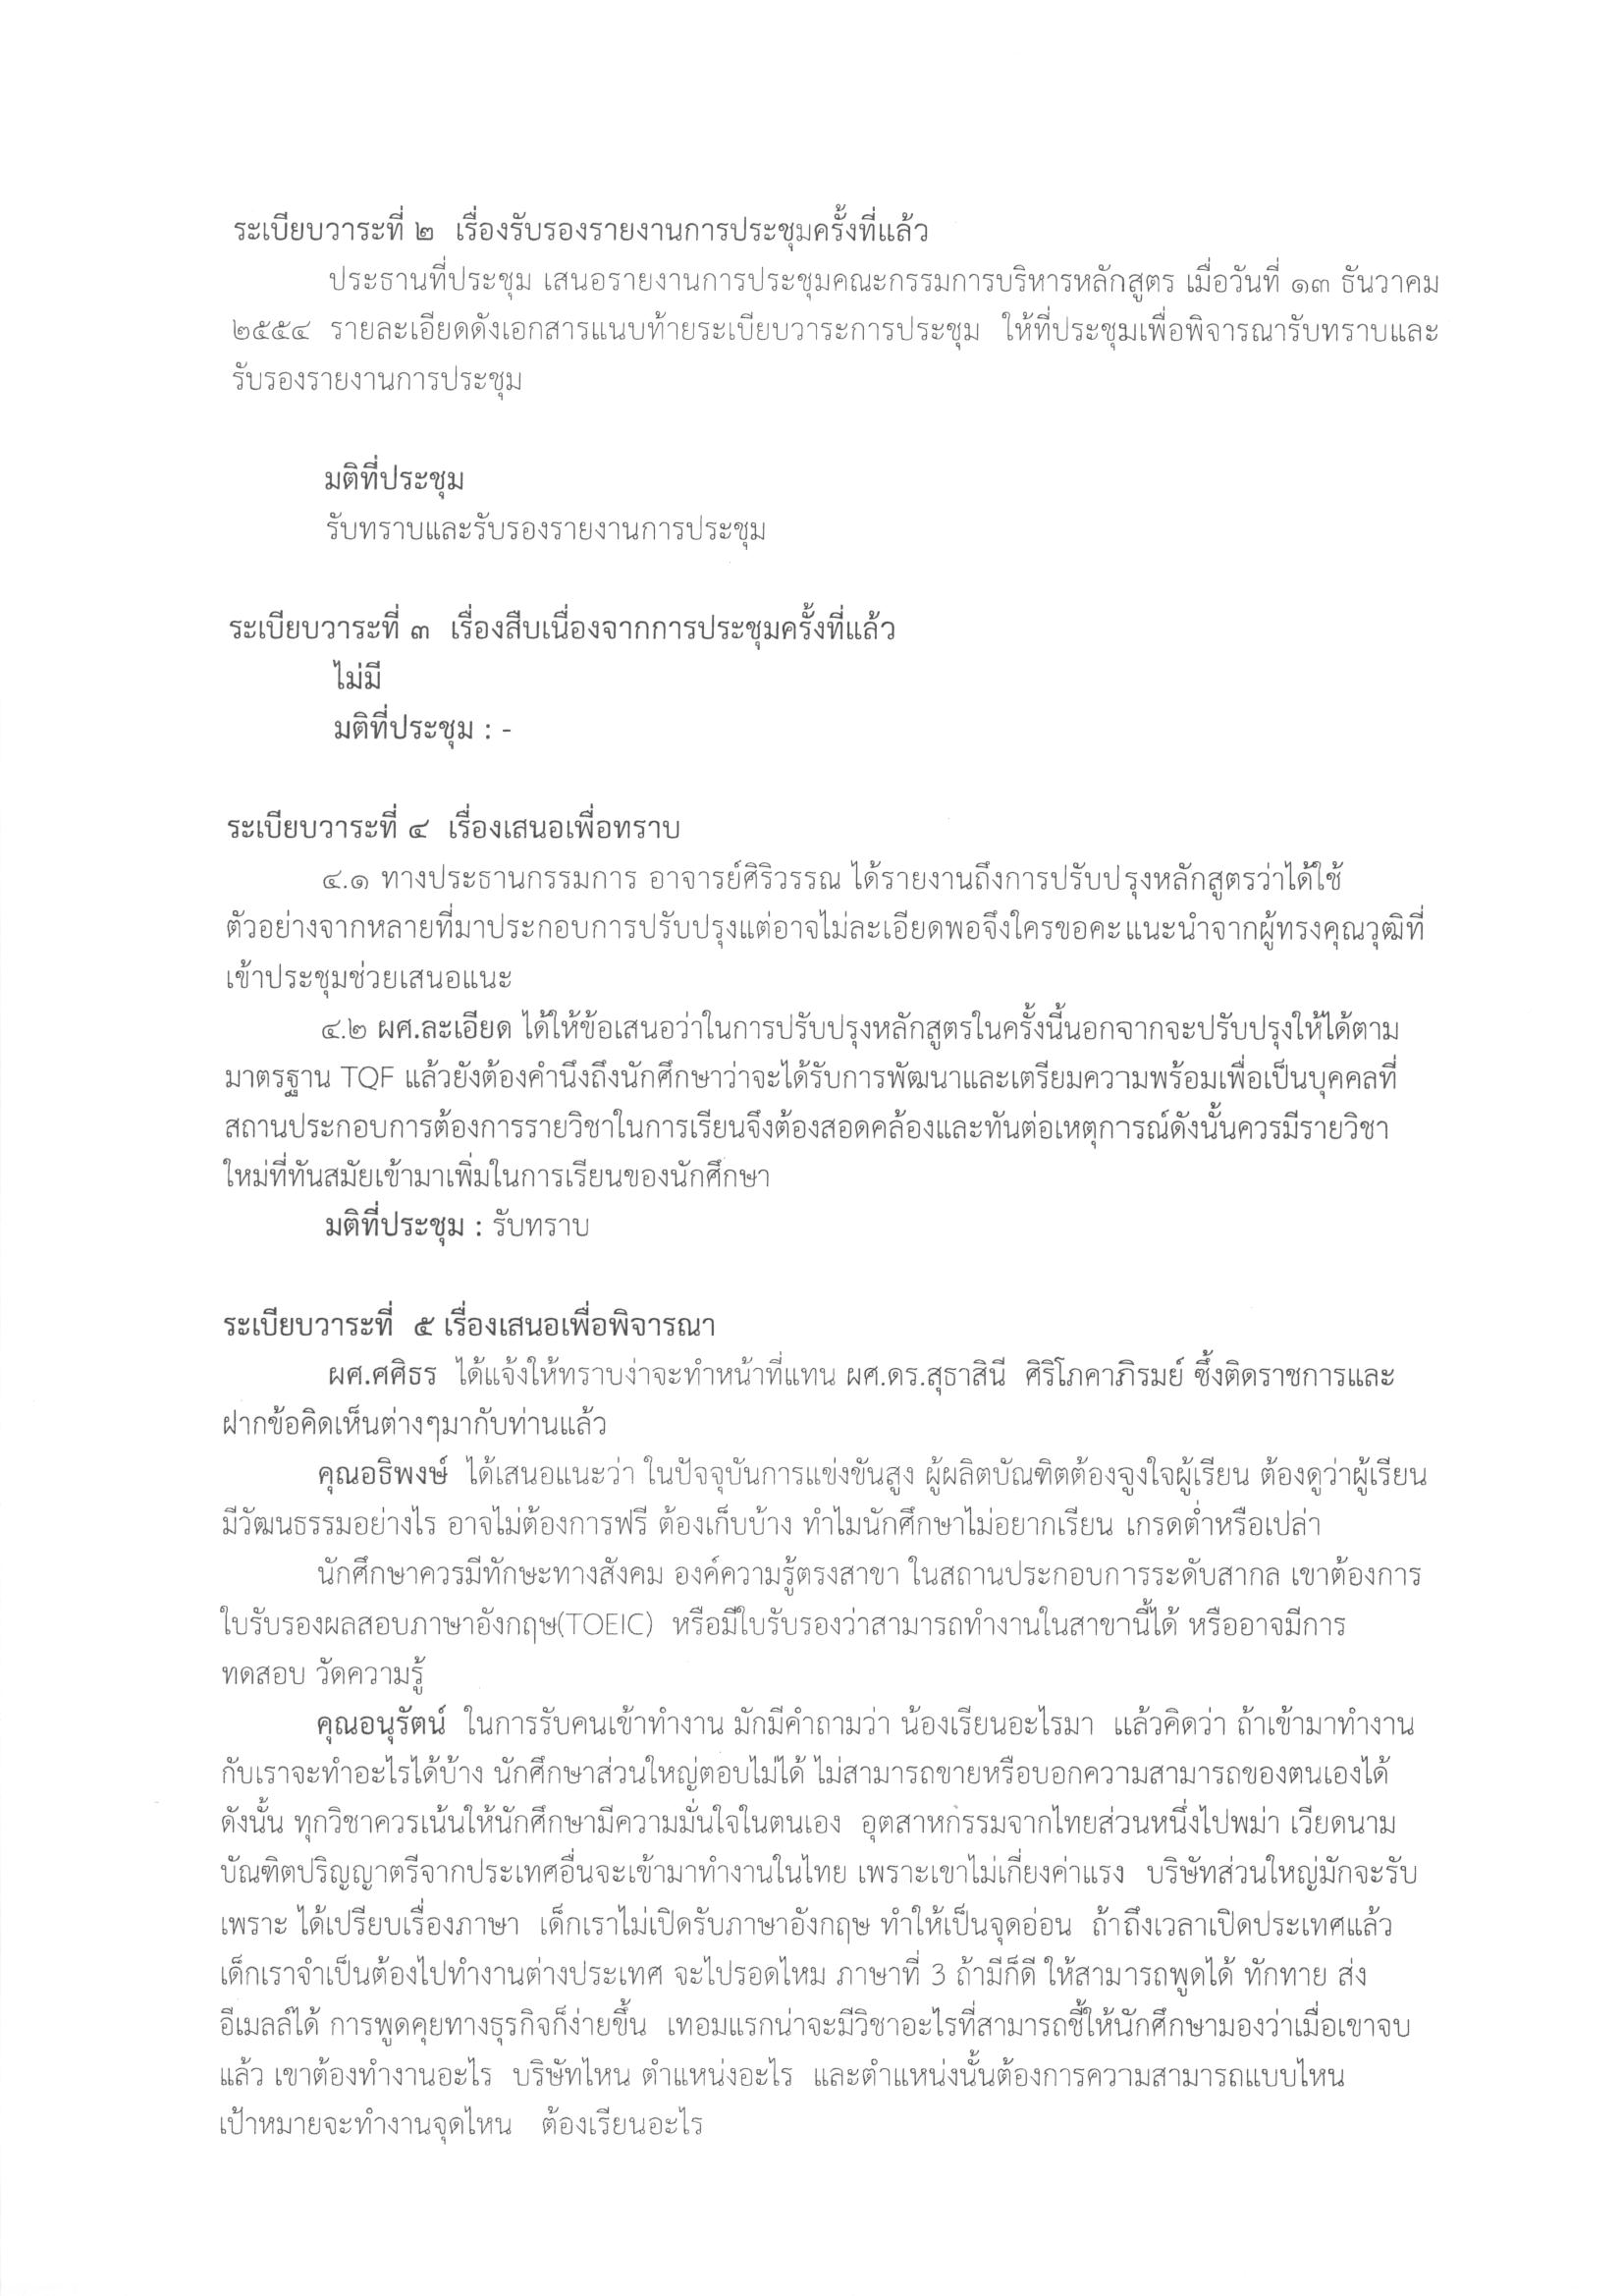 ระเบียบวาระที่ ๒ เรื่องรับรองรายงานการประชุมครั้งที่แล้ว
ประธานที่ประชุม เสนอรายงานการประชุมคณะกรรมการบริหารหลักสูตร เมื่อวันที่ ๑๓ ธันวาคม
๒๕๕๔ รายละเอียดดังเอกสารแนบท้ายระเบียบวาระการประชุม ให้ที่ประชุมเพื่อพิจารณารับทราบและ
รับรองรายงานการประชุม
มติที่ประชุม
รับทราบและรับรองรายงานการประชุม
ระเบียบวาระที่ ๓ เรื่องสืบเนื่องจากการประชุมครั้งที่แล้ว
ไม่มี
มติที่ประชุม : -
ระเบียบวาระที่ ๔ เรื่องเสนอเพื่อทราบ
๔.๑ ทางประธานกรรมการ อาจารย์ศิริวรรณ ได้รายงานถึงการปรับปรุงหลักสูตรว่าได้ใช้
ตัวอย่างจากหลายที่มาประกอบการปรับปรุงแต่อาจไม่ละเอียดพอจึงใครขอคะแนะนำจากผู้ทรงคุณวุฒิที่
เข้าประชุมช่วยเสนอแนะ
๔.๒ ผศ.ละเอียด ได้ให้ข้อเสนอว่าในการปรับปรุงหลักสูตรในครั้งนี้นอกจากจะปรับปรุงให้ได้ตาม
มาตรฐาน TQF แล้วยังต้องคำนึงถึงนักศึกษาว่าจะได้รับการพัฒนาและเตรียมความพร้อมเพื่อเป็นบุคคลที่
สถานประกอบการต้องการรายวิชาในการเรียนจึงต้องสอดคล้องและทันต่อเหตุการณ์ดังนั้นควรมีรายวิชา
ใหม่ที่ทันสมัยเข้ามาเพิ่มในการเรียนของนักศึกษา
มติที่ประชุม : รับทราบ
ระเบียบวาระที่ ๕ เรื่องเสนอเพื่อพิจารณา
ผศ.ศศิธร ได้แจ้งให้ทราบง่าจะทำหน้าที่แทน ผศ.ดร.สุธาสินี ศิริโภคาภิรมย์ ซึ้งติดราชการและ
ฝากข้อคิดเห็นต่างๆมากับท่านแล้ว
คุณอธิพงษ์ ได้เสนอแนะว่า ในปัจจุบันการแข่งขันสูง ผู้ผลิตบัณฑิตต้องจูงใจผู้เรียน ต้องดูว่าผู้เรียน
มีวัฒนธรรมอย่างไร อาจไม่ต้องการฟรี ต้องเก็บบ้าง ทำไมนักศึกษาไม่อยากเรียน เกรดต่ำหรือเปล่า
นักศึกษาควรมีทักษะทางสังคม องค์ความรู้ตรงสาขา ในสถานประกอบการระดับสากล เขาต้องการ
ใบรับรองผลสอบภาษาอังกฤษ(TOEIC) หรือมีใบรับรองว่าสามารถทำงานในสาขานี้ได้ หรืออาจมีการ
ทดสอบ วัดความรู้
คุณอนุรัตน์ ในการรับคนเข้าทำงาน มักมีคำถามว่า น้องเรียนอะไรมา แล้วคิดว่า ถ้าเข้ามาทำงาน
กับเราจะทำอะไรได้บ้าง นักศึกษาส่วนใหญ่ตอบไม่ได้ ไม่สามารถขายหรือบอกความสามารถของตนเองได้
ดังนั้น ทุกวิชาควรเน้นให้นักศึกษามีความมั่นใจในตนเอง อุตสาหกรรมจากไทยส่วนหนึ่งไปพม่า เวียดนาม
บัณฑิตปริญญาตรีจากประเทศอื่นจะเข้ามาทำงานในไทย เพราะเขาไม่เกี่ยงค่าแรง บริษัทส่วนใหญ่มักจะรับ
เพราะ ได้เปรียบเรื่องภาษา เด็กเราไม่เปิดรับภาษาอังกฤษ ทำให้เป็นจุดอ่อน ถ้าถึงเวลาเปิดประเทศแล้ว
เด็กเราจำเป็นต้องไปทำงานต่างประเทศ จะไปรอดไหม ภาษาที่ 3 ถ้ามีก็ดี ให้สามารถพูดได้ ทักทาย ส่ง
อีเมลล์ได้ การพูดคุยทางธุรกิจก็ง่ายขึ้น เทอมแรกน่าจะมีวิชาอะไรที่สามารถชี้ให้นักศึกษามองว่าเมื่อเขาจบ
แล้ว เขาต้องทำงานอะไร บริษัทไหน ตำแหน่งอะไร และตำแหน่งนั้นต้องการความสามารถแบบไหน
เป้าหมายจะทำงานจุดไหน ต้องเรียนอะไร